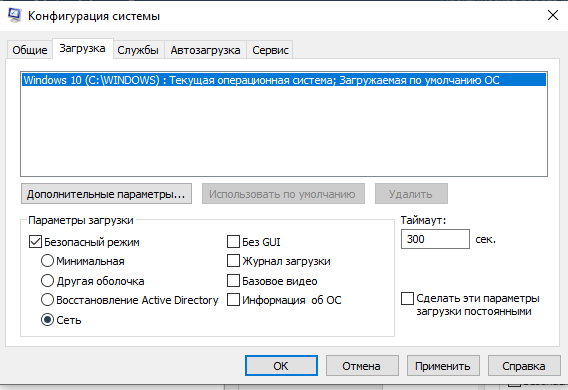 Конфигурация системы
Общие Загрузка Службы Автозагрузка Сервис
Windows 10 (C:\WINDOWS) : Текущая операционная система; Загружаемая по умолчанию ОС
Дополнительные параметры... Использовать по умолчанию Удалить
Параметры загрузки
Таймаут:
Безопасный режим Без GUI
300 сек.
Минимальная Журнал загрузки
Другая оболочка Базовое видео
Восстановление Active Directory Информация об ОС
Сеть
Сделать эти параметры
загрузки постоянными
ОК Отмена Применить Справка